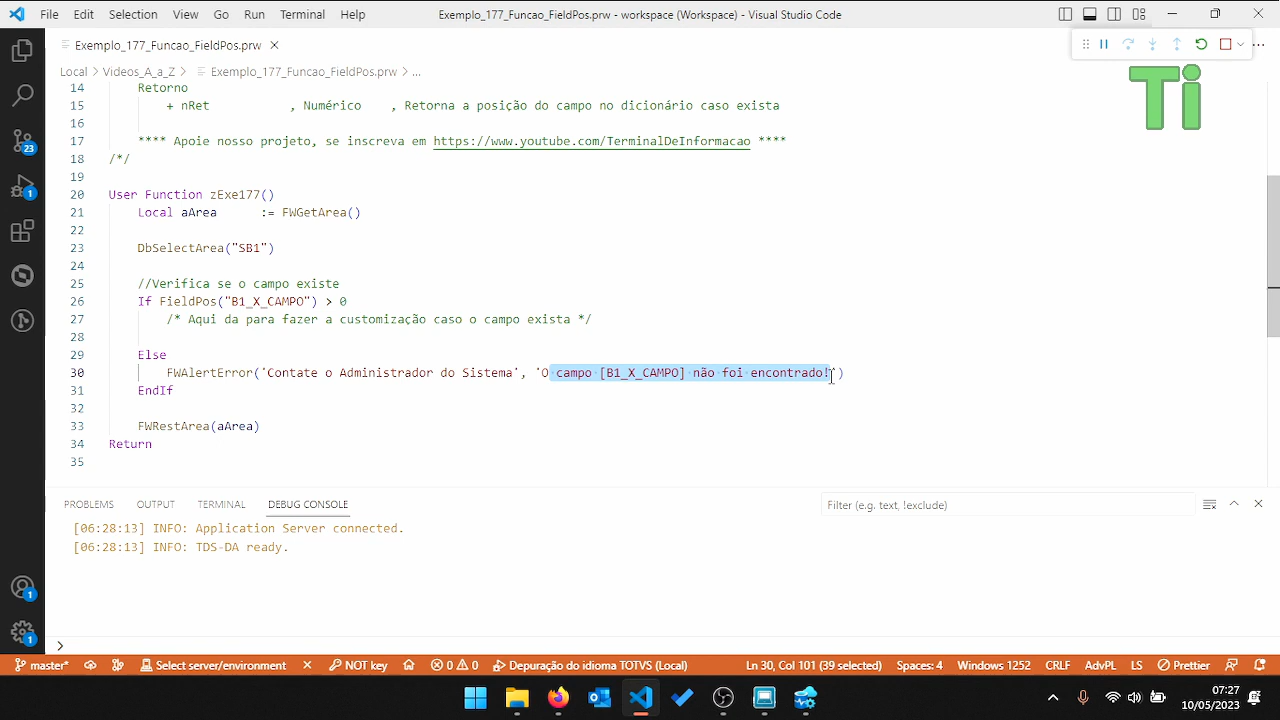 File Edit Selection View Go Run Terminal Help
Exemplo_177_Funcao_FieldPos.prw - workspace (Workspace) - Visual Studio Code
Exemplo_177_Funcao_FieldPos.prw
Local > Videos_A_a_Z > Exemplo_177_Funcao_FieldPos.prw > ...
Ti
14 Retorno
15 + nRet , Numérico , Retorna a posição do campo no dicionário caso exista
16
17 **** Apoie nosso projeto, se inscreva em https://www.youtube.com/TerminalDeInformacao ****
18 /*/
19
20 User Function zExe177()
21 Local aArea := FWGetArea()
22
23 DbSelectArea("SB1")
24
25 //Verifica se o campo existe
26 If FieldPos("B1_X_CAMPO") > 0
27 /* Aqui da para fazer a customização caso o campo exista */
28
29 Else
30 FWAlertError('Contate o Administrador do Sistema', 'O campo [B1_X_CAMPO] não foi encontrado!')
31 EndIf
32
33 FWRestArea(aArea)
34 Return
35
23
1
PROBLEMS OUTPUT TERMINAL DEBUG CONSOLE
Filter (e.g. text, !exclude)
[06:28:13] INFO: Application Server connected.
[06:28:13] INFO: TDS-DA ready.
1
1
>
master* Select server/environment NOT key 0 0 Depuração do idioma TOTVS (Local) Ln 30, Col 101 (39 selected) Spaces: 4 Windows 1252 CRLF AdvPL LS Prettier
07:27
10/05/2023